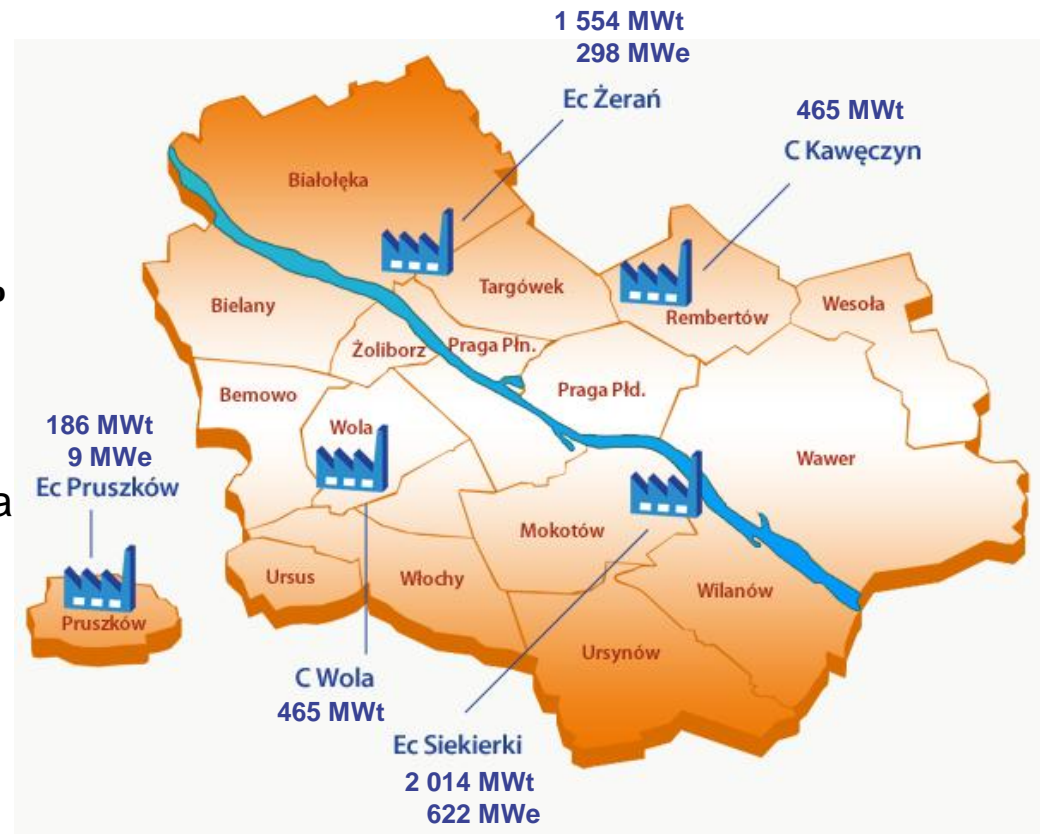 1 554 MWt
298 MWe
Ec Żerań
465 MWt
C Kawęczyn
Białołęka
Targówek
Rembertów
Wesoła
Bielany
Żoliborz
Praga Płn.
Praga Płd.
Bemowo
Wola
Wawer
186 MWt
9 MWe
Ec Pruszków
a
Mokotów
Ursus
Włochy
Wilanów
Pruszków
Ursynów
C Wola
465 MWt
Ec Siekierki
2 014 MWt
622 MWe